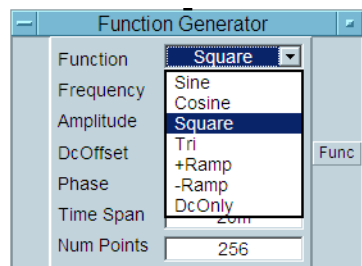 Function Generator
Function Square
Sine
Frequency
Cosine
Amplitude
Square
Tri
DcOffset
Func
+Ramp
Phase
-Ramp
DcOnly
Time Span
Num Points 256